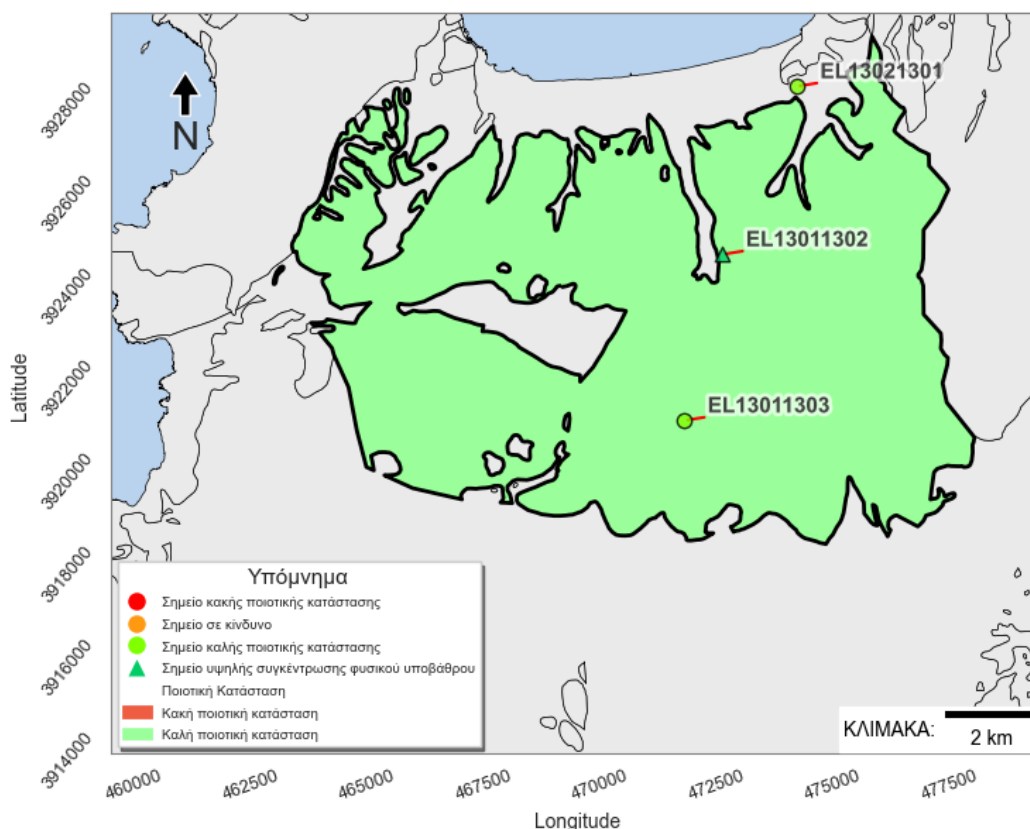 3928000
3926000
3924000
3922000
3920000
3918000
3916000
3914000
Latitude
N
EL13021301
EL13011302
EL13011303
Υπόμνημα
Σημείο κακής ποιοτικής κατάστασης
Σημείο σε κίνδυνο
Σημείο καλής ποιοτικής κατάστασης
Σημείο υψηλής συγκέντρωσης φυσικού υποβάθρου
Ποιοτική Κατάσταση
Κακή ποιοτική κατάσταση
Καλή ποιοτική κατάσταση
ΚΛΙΜΑΚΑ:
2 km
460000
462500
465000
467500
470000
472500
475000
477500
Longitude